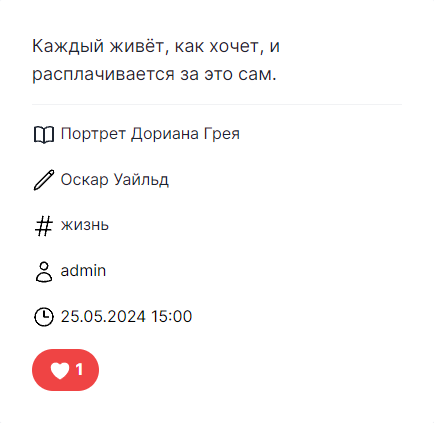 Каждый живёт, как хочет, и
расплачивается за это сам.
Портрет Дориана Грея
Оскар Уайльд
# жизнь
admin
25.05.2024 15:00
1